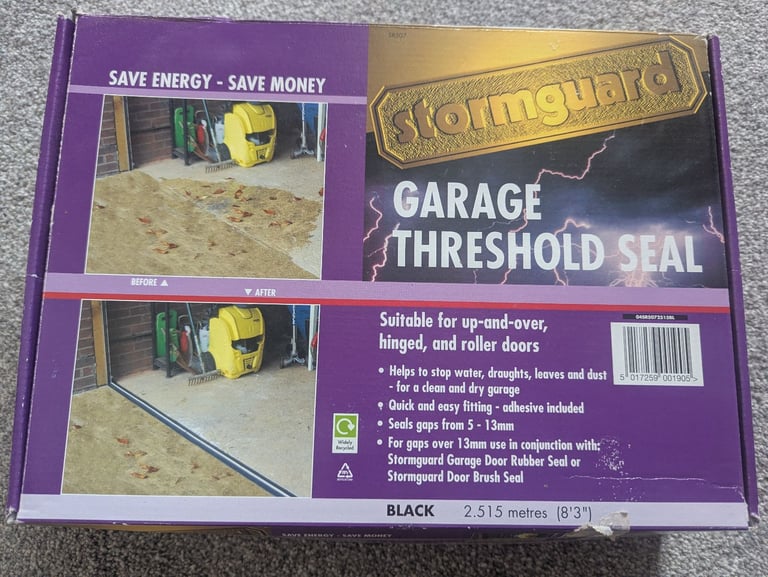 SR307
SAVE ENERGY - SAVE MONEY
stormguard
GARAGE
THRESHOLD SEAL
BEFORE ▲
▼ AFTER
Suitable for up-and-over,
hinged, and roller doors
• Helps to stop water, draughts, leaves and dust
- for a clean and dry garage
• Quick and easy fitting - adhesive included
• Seals gaps from 5 - 13mm
• For gaps over 13mm use in conjunction with:
Stormguard Garage Door Rubber Seal or
Stormguard Door Brush Seal
04SR3072515BL
5 017259 001905 >
Widely
Recycled
BLACK 2.515 metres (8'3")
SAVE ENERGY - SAVE MONEY